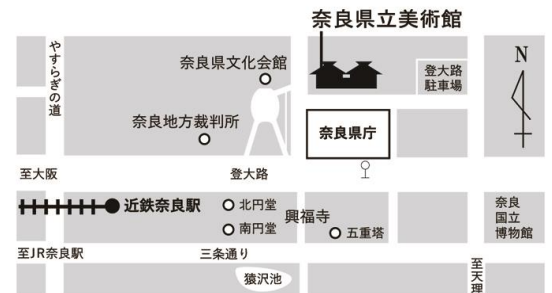 奈良県立美術館
やすらぎの道
奈良県文化会館
登大路
駐車場
N
奈良地方裁判所
奈良県庁
至大阪
登大路
近鉄奈良駅
北円堂
興福寺
南円堂
五重塔
奈良
国立
博物館
至JR奈良駅
三条通り
猿沢池
至天理